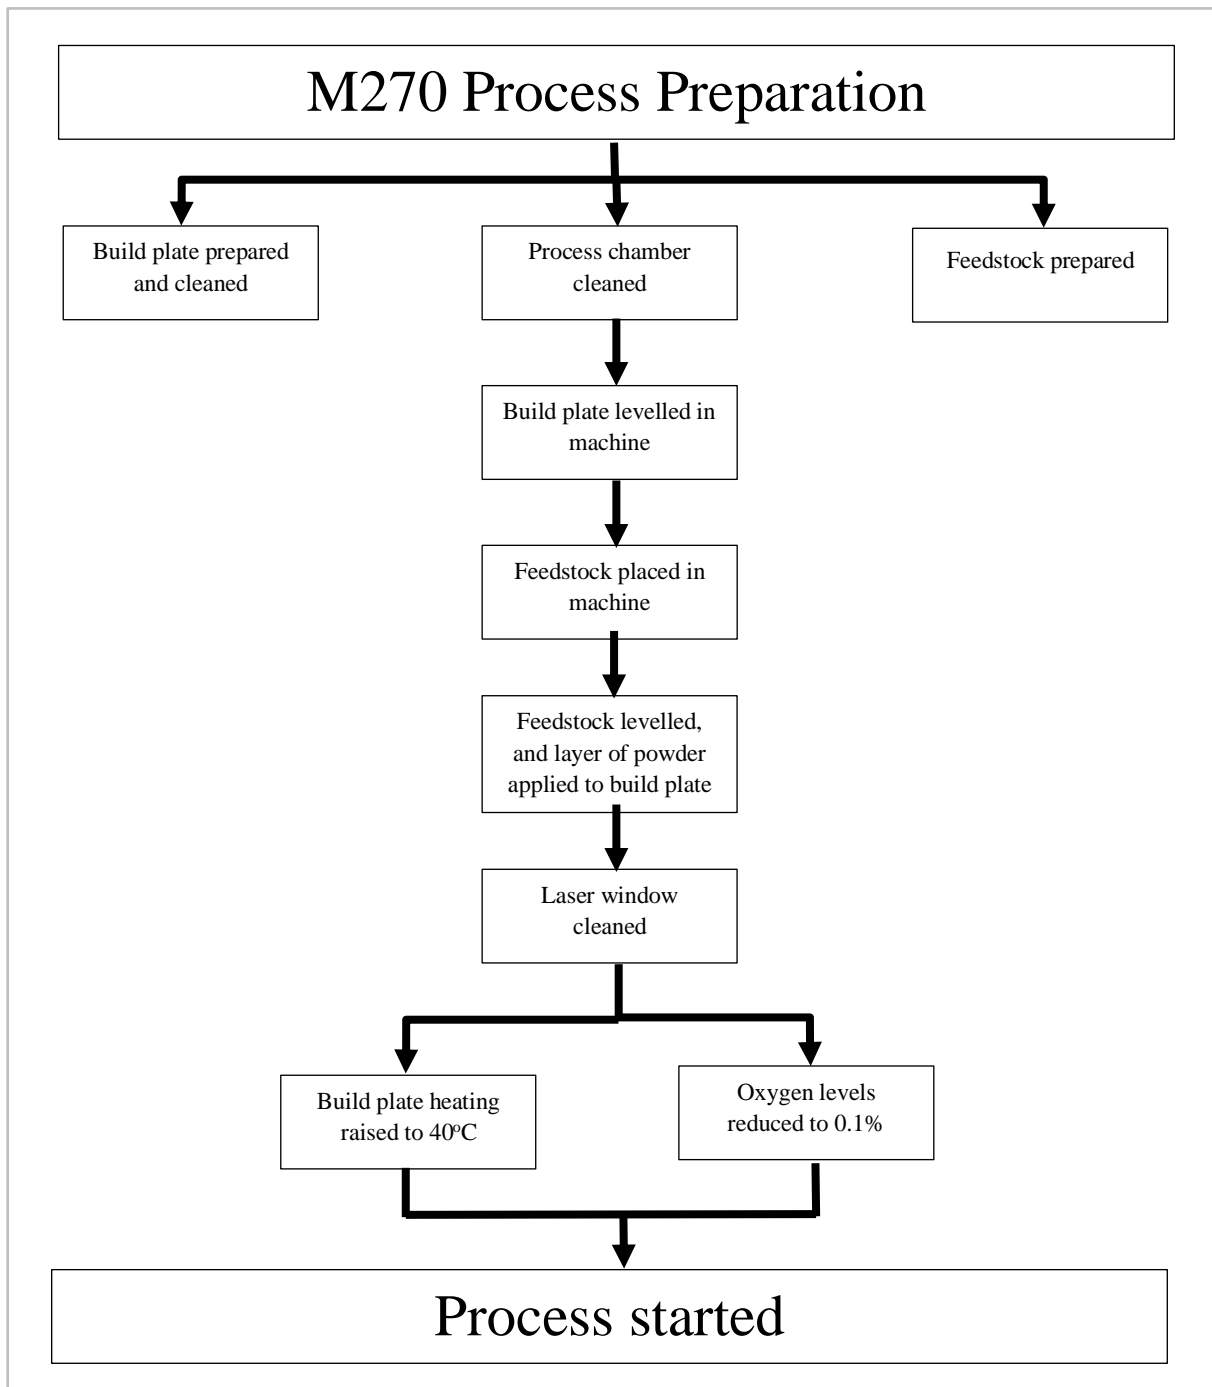 M270 Process Preparation
Build plate prepared
and cleaned
Process chamber
cleaned
Feedstock prepared
Build plate levelled in
machine
Feedstock placed in
machine
Feedstock levelled,
and layer of powder
applied to build plate
Laser window
cleaned
Build plate heating
raised to 40ºC
Oxygen levels
reduced to 0.1%
Process started